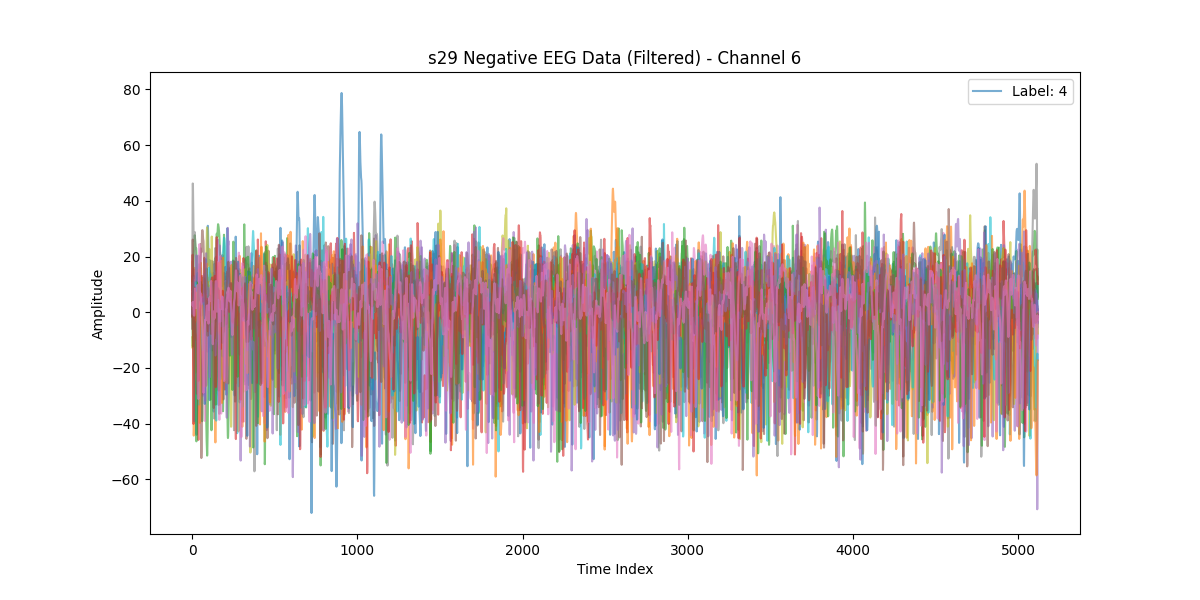 s29 Negative EEG Data (Filtered) - Channel 6
Label: 4
80
60
40
20
0
−20
−40
−60
Amplitude
0 1000 2000 3000 4000 5000
Time Index